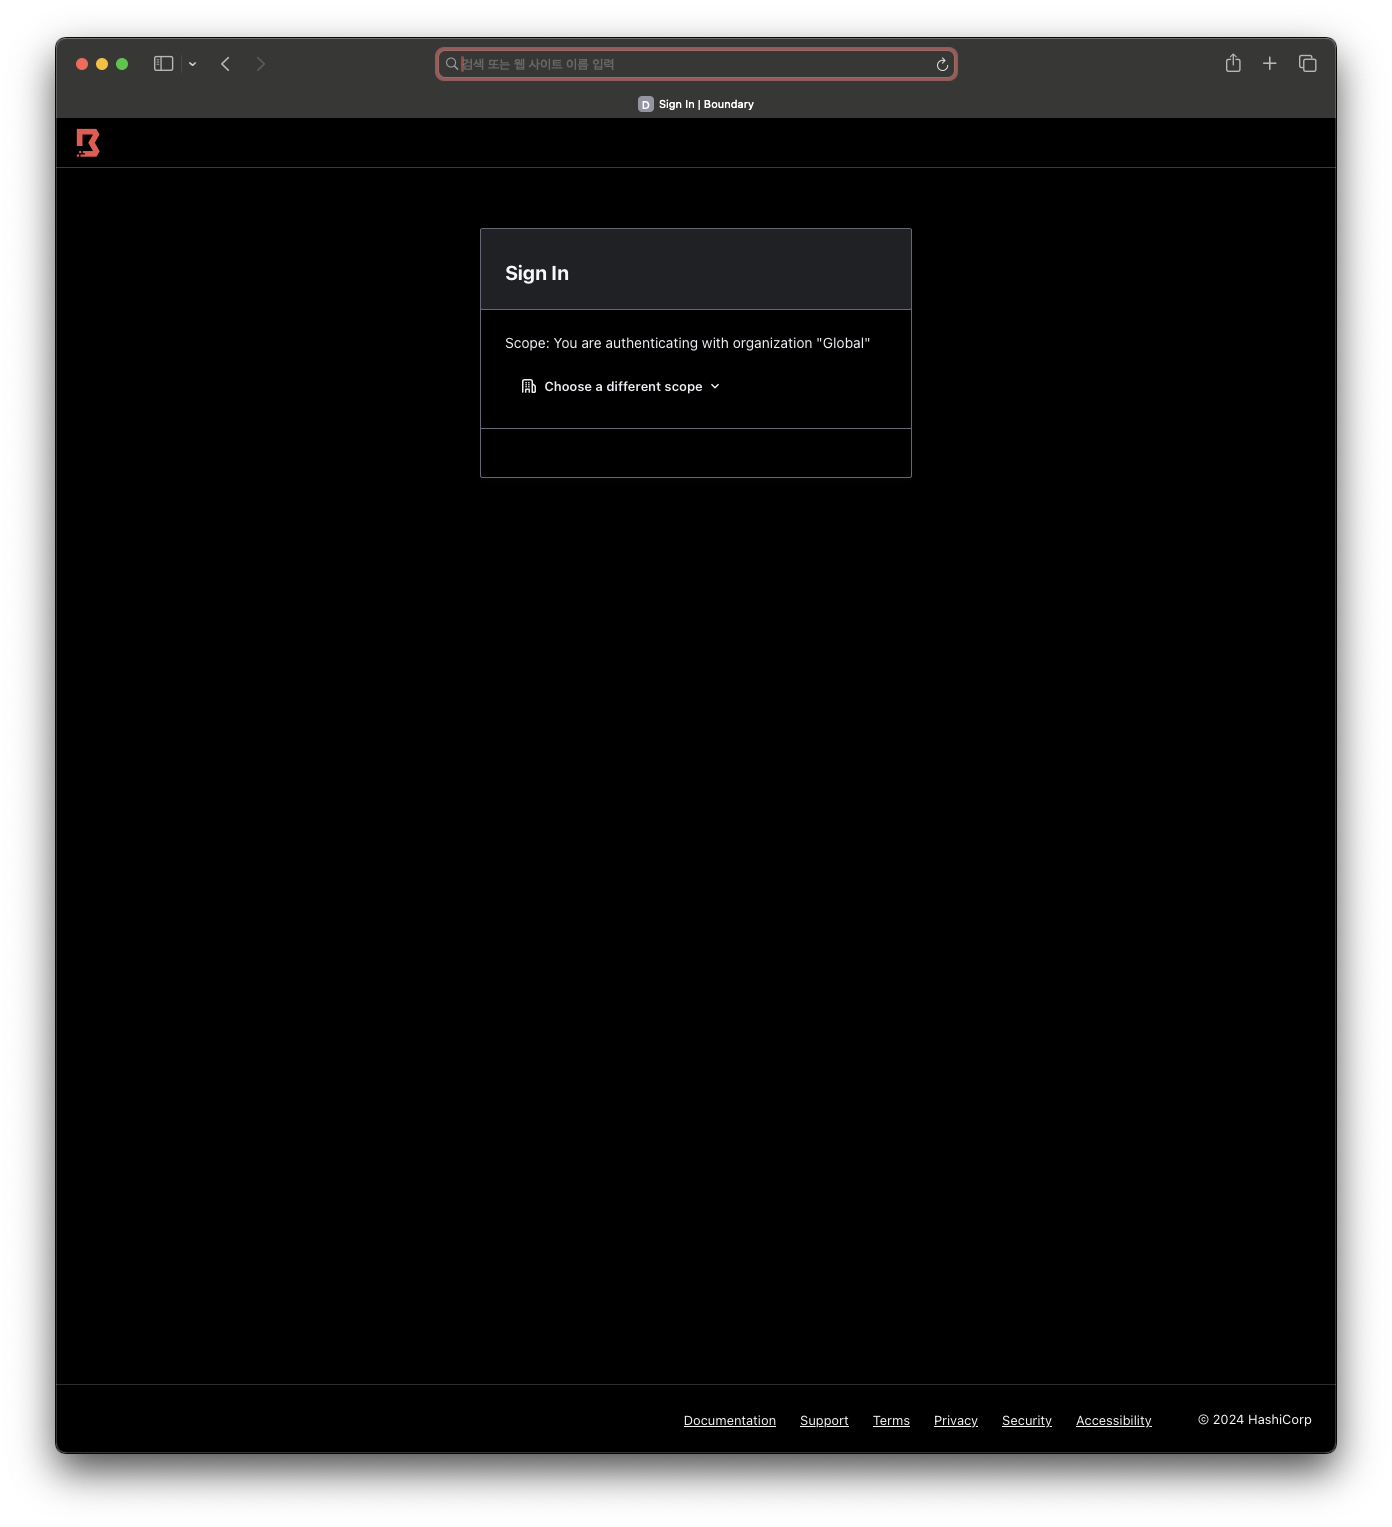 검색 또는 웹 사이트 이름 입력
D Sign In | Boundary
Sign In
Scope: You are authenticating with organization "Global"
Choose a different scope
Documentation Support Terms Privacy Security Accessibility © 2024 HashiCorp